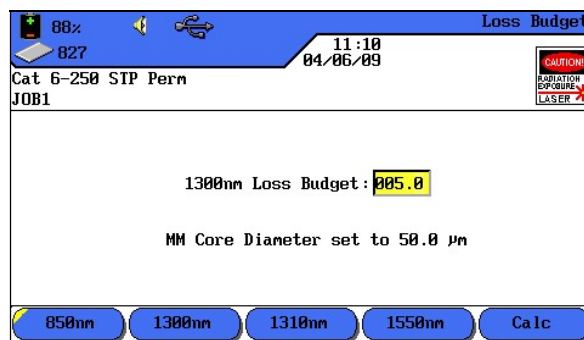 88%
Loss Budget
827
11:10
04/06/09
Cat 6-250 STP Perm
JOB1
CAUTION!
RADIATION
EXPOSURE
LASER
1300nm Loss Budget:005.0
MM Core Diameter set to 50.0 µm
850nm 1300nm 1310nm 1550nm Calc